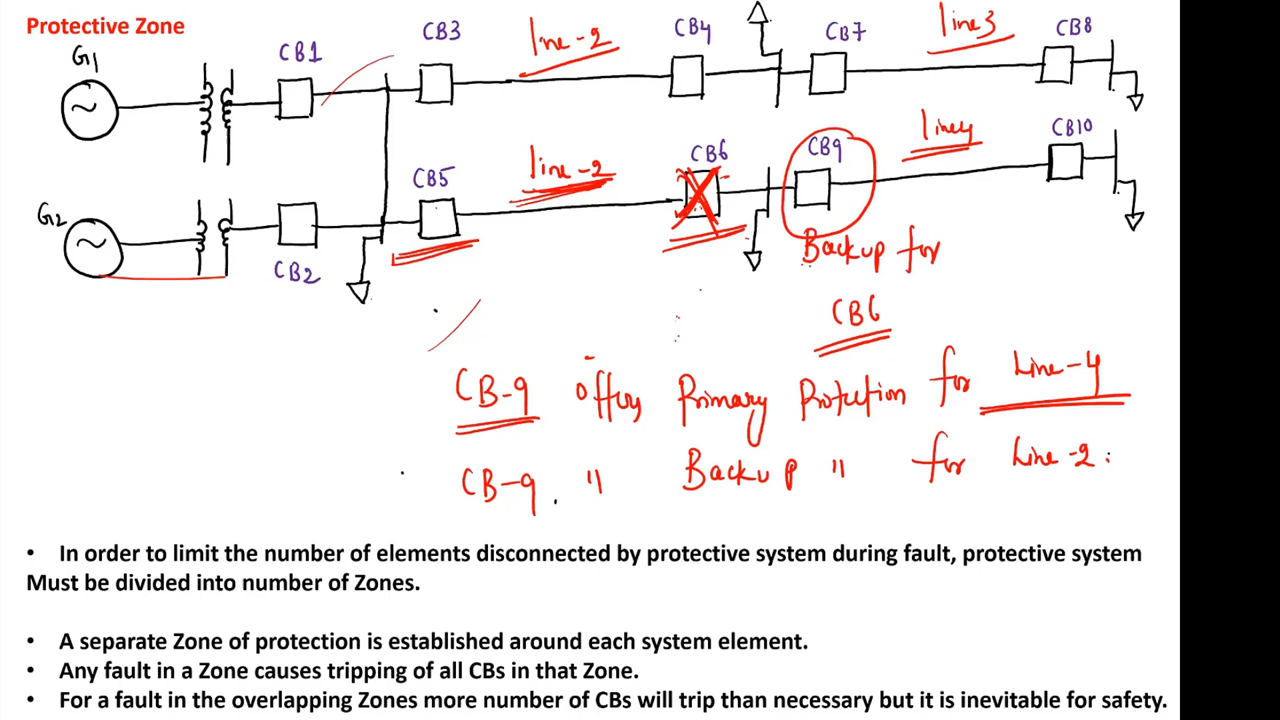 Protective Zone
G1
CB1
CB3
line-2
CB4
CB7
line3
CB8
G2
CB2
CB5
line-2
CB6
CB9
line4
CB10
Backup for
CB6
CB-9 offers Primary Protection for Line-4
CB-9 " Backup " for Line-2.
• In order to limit the number of elements disconnected by protective system during fault, protective system
Must be divided into number of Zones.
• A separate Zone of protection is established around each system element.
• Any fault in a Zone causes tripping of all CBs in that Zone.
• For a fault in the overlapping Zones more number of CBs will trip than necessary but it is inevitable for safety.